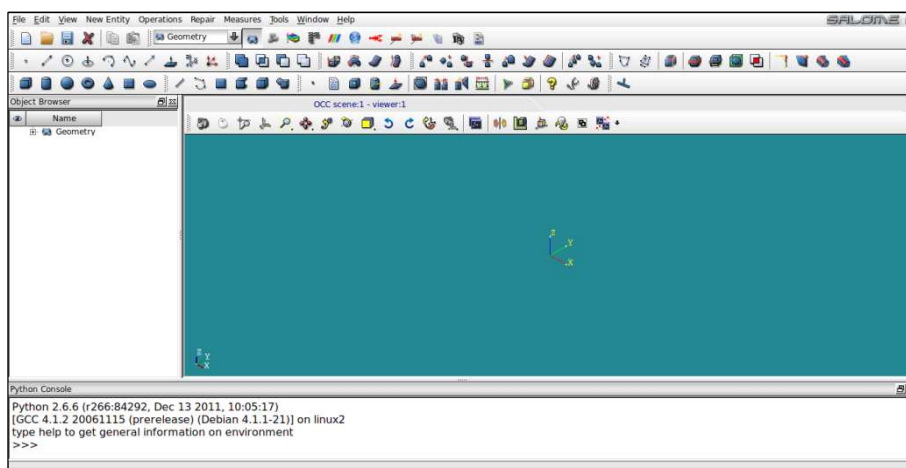 File Edit View New Entity Operations Repair Measures Tools Window Help
SALOME
Geometry
Object Browser
OCC scene:1 - viewer:1
Name
Geometry
Z
Y
X
Z
Y
X
Python Console
Python 2.6.6 (r266:84292, Dec 13 2011, 10:05:17)
[GCC 4.1.2 20061115 (prerelease) (Debian 4.1.1-21)] on linux2
type help to get general information on environment
>>>